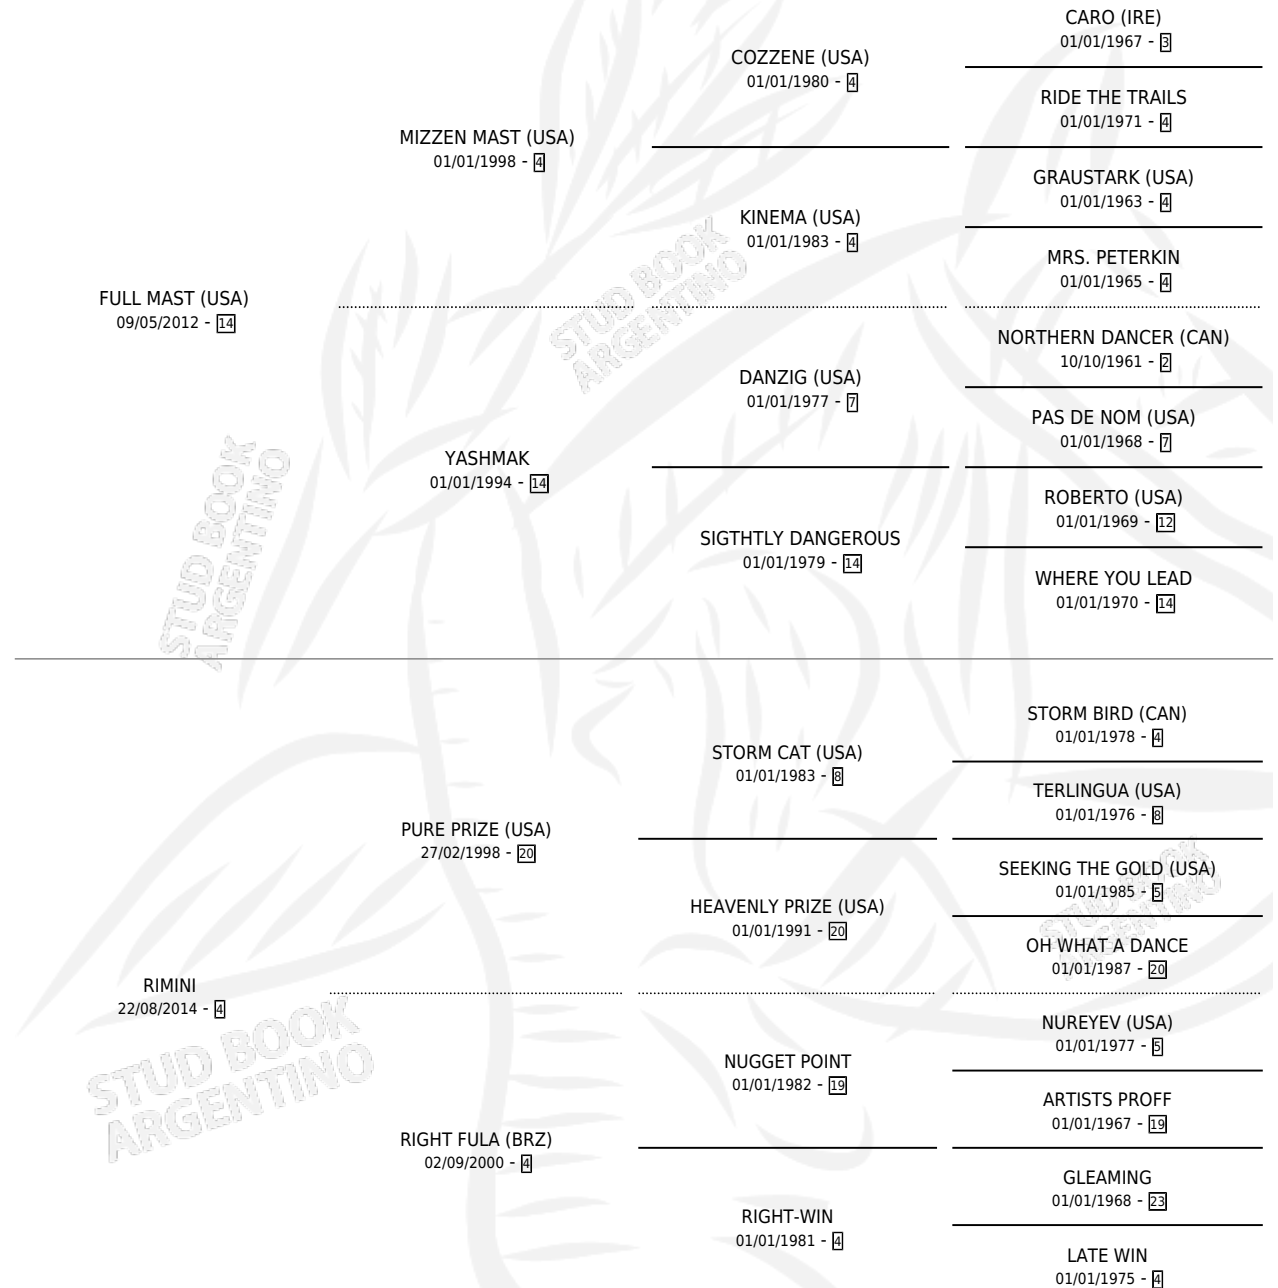 CARO (IRE)
01/01/1967 - 3
COZZENE (USA)
01/01/1980 - 4
RIDE THE TRAILS
01/01/1971 - 4
MIZZEN MAST (USA)
01/01/1998 - 4
GRAUSTARK (USA)
01/01/1963 - 4
KINEMA (USA)
01/01/1983 - 4
MRS. PETERKIN
01/01/1965 - 4
FULL MAST (USA)
09/05/2012 - 14
NORTHERN DANCER (CAN)
10/10/1961 - 2
DANZIG (USA)
01/01/1977 - 7
PAS DE NOM (USA)
01/01/1968 - 7
YASHMAK
01/01/1994 - 14
ROBERTO (USA)
01/01/1969 - 12
SIGTHTLY DANGEROUS
01/01/1979 - 14
WHERE YOU LEAD
01/01/1970 - 14
STORM BIRD (CAN)
01/01/1978 - 4
STORM CAT (USA)
01/01/1983 - 8
TERLINGUA (USA)
01/01/1976 - 8
PURE PRIZE (USA)
27/02/1998 - 20
SEEKING THE GOLD (USA)
01/01/1985 - 5
HEAVENLY PRIZE (USA)
01/01/1991 - 20
OH WHAT A DANCE
01/01/1987 - 20
RIMINI
22/08/2014 - 4
NUREYEV (USA)
01/01/1977 - 5
NUGGET POINT
01/01/1982 - 19
ARTISTS PROFF
01/01/1967 - 19
RIGHT FULA (BRZ)
02/09/2000 - 4
GLEAMING
01/01/1968 - 23
RIGHT-WIN
01/01/1981 - 4
LATE WIN
01/01/1975 - 4
STUD BOOK
ARGENTINO
STUD BOOK
ARGENTINO
STUD BOOK
ARGENTINO
STUD BOOK
ARGENTINO